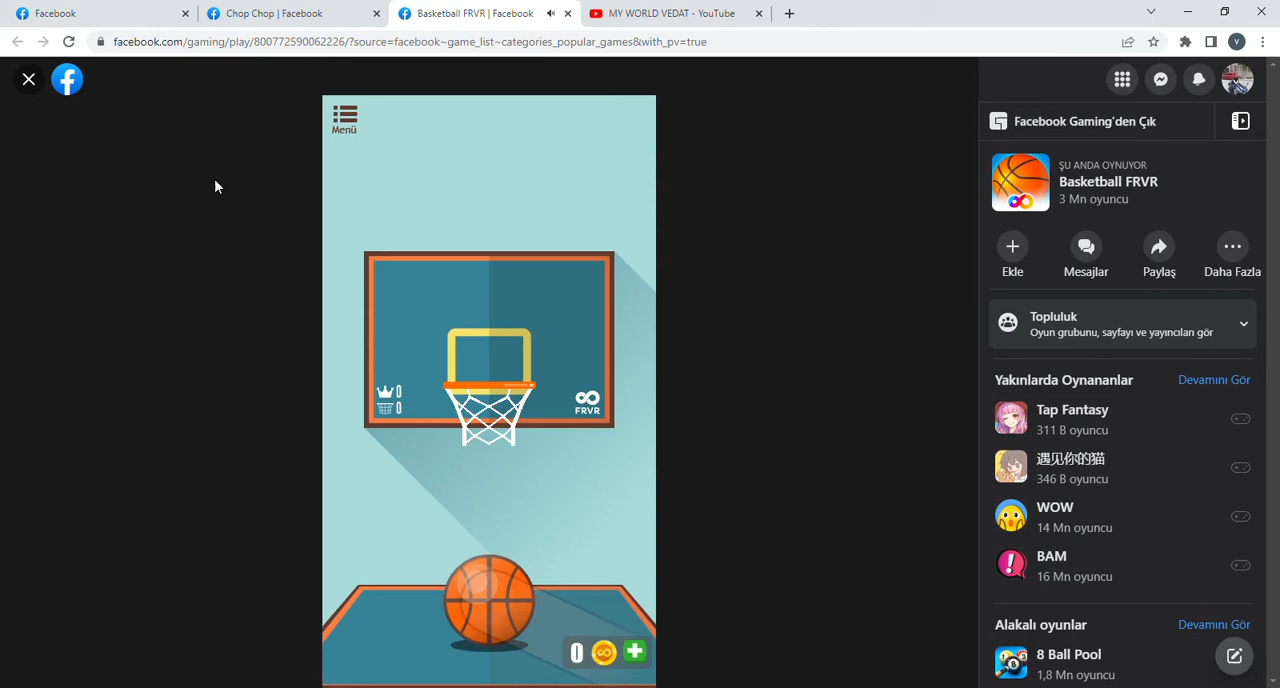 Facebook
Chop Chop | Facebook
Basketball FRVR | Facebook
MY WORLD VEDAT - YouTube
facebook.com/gaming/play/800772590062226/?source=facebook~game_list~categories_popular_games&with_pv=true
V
Menü
0
0
FRVR
0
Facebook Gaming'den Çık
ŞU ANDA OYNUYOR
Basketball FRVR
3 Mn oyuncu
Ekle
Mesajlar
Paylaş
Daha Fazla
Topluluk
Oyun grubunu, sayfayı ve yayıncıları gör
Yakınlarda Oynananlar
Devamını Gör
Tap Fantasy
311 B oyuncu
遇见你的猫
346 B oyuncu
WOW
14 Mn oyuncu
BAM
16 Mn oyuncu
Alakalı oyunlar
Devamını Gör
8 Ball Pool
1,8 Mn oyuncu